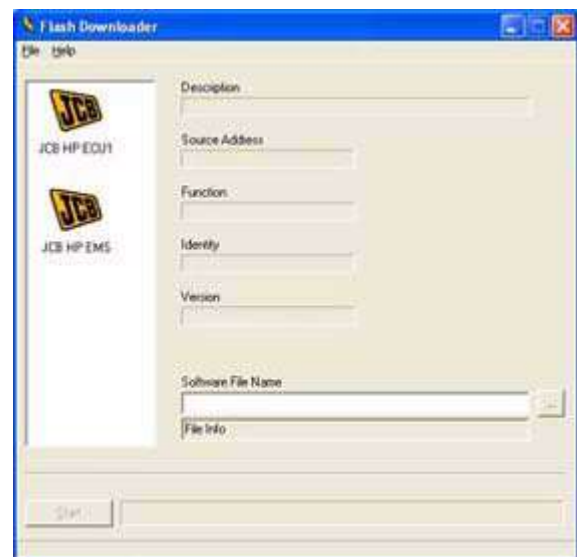 Flash Downloader
File Help
Description
JCB
JCB HP ECU1
Source Address
Function
JCB
JCB HP EMS
Identity
Version
Software File Name
...
File Info
Start